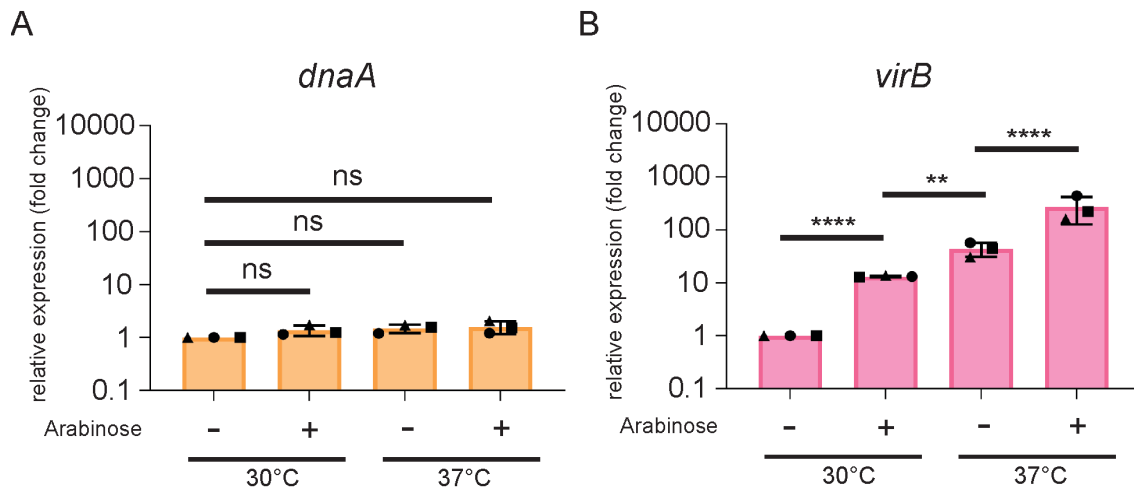 A
dnaA
relative expression (fold change)
10000
1000
100
10
1
0.1
ns
ns
ns
Arabinose
- + - +
30°C 37°C
B
virB
relative expression (fold change)
10000
1000
100
10
1
0.1
****
**
****
Arabinose
- + - +
30°C 37°C